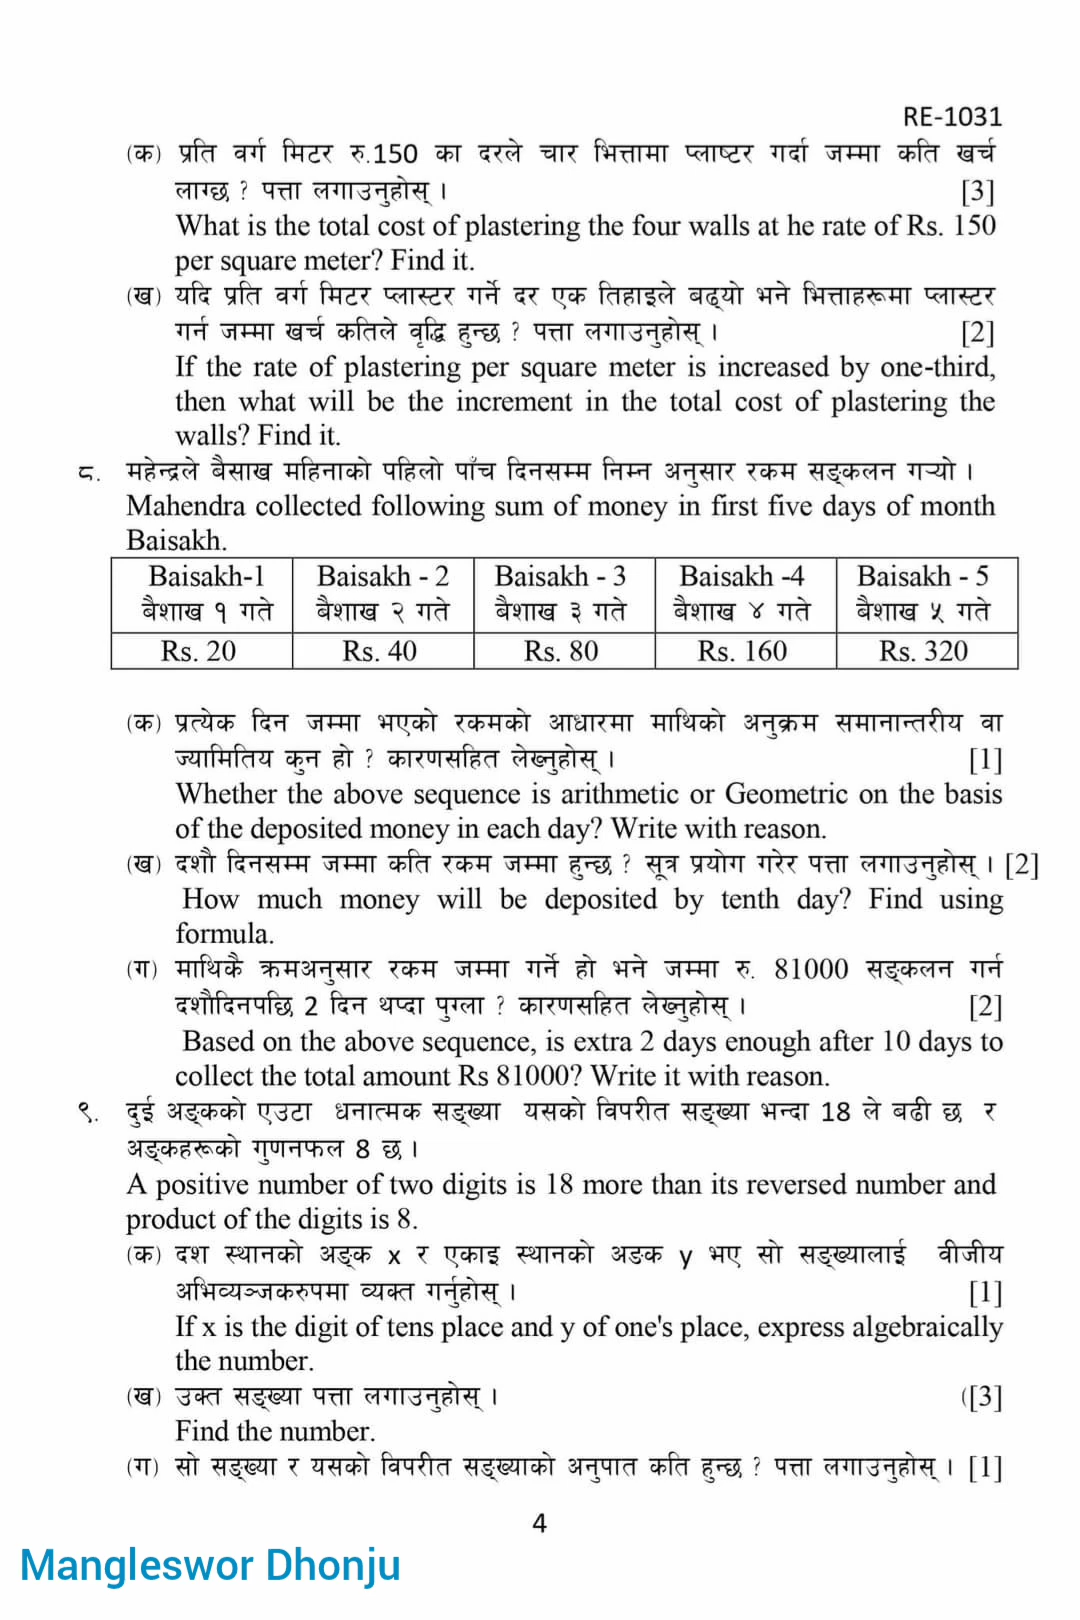 RE-1031
(क) प्रति वर्ग मिटर रु.150 का दरले चार भित्तामा प्लाष्टर गर्दा जम्मा कति खर्च
लाग्छ ? पत्ता लगाउनुहोस् । [3]
What is the total cost of plastering the four walls at he rate of Rs. 150
per square meter? Find it.
(ख) यदि प्रति वर्ग मिटर प्लास्टर गर्ने दर एक तिहाइले बढ्यो भने भित्ताहरूमा प्लास्टर
गर्न जम्मा खर्च कतिले वृद्धि हुन्छ ? पत्ता लगाउनुहोस् । [2]
If the rate of plastering per square meter is increased by one-third,
then what will be the increment in the total cost of plastering the
walls? Find it.
८. महेन्द्रले बैसाख महिनाको पहिलो पाँच दिनसम्म निम्न अनुसार रकम सङ्कलन गर्‍यो ।
Mahendra collected following sum of money in first five days of month
Baisakh.
Baisakh-1 Baisakh - 2 Baisakh - 3 Baisakh -4 Baisakh - 5
बैशाख १ गते बैशाख २ गते बैशाख ३ गते बैशाख ४ गते बैशाख ५ गते
Rs. 20 Rs. 40 Rs. 80 Rs. 160 Rs. 320
(क) प्रत्येक दिन जम्मा भएको रकमको आधारमा माथिको अनुक्रम समानान्तरीय वा
ज्यामितिय कुन हो ? कारणसहित लेख्नुहोस् । [1]
Whether the above sequence is arithmetic or Geometric on the basis
of the deposited money in each day? Write with reason.
(ख) दशौ दिनसम्म जम्मा कति रकम जम्मा हुन्छ ? सूत्र प्रयोग गरेर पत्ता लगाउनुहोस् । [2]
How much money will be deposited by tenth day? Find using
formula.
(ग) माथिकै क्रमअनुसार रकम जम्मा गर्ने हो भने जम्मा रु. 81000 सङ्कलन गर्न
दशौदिनपछि 2 दिन थप्दा पुग्ला ? कारणसहित लेख्नुहोस् । [2]
Based on the above sequence, is extra 2 days enough after 10 days to
collect the total amount Rs 81000? Write it with reason.
९. दुई अङ्कको एउटा धनात्मक सङ्ख्या यसको विपरीत सङ्ख्या भन्दा 18 ले बढी छ र
अङ्कहरूको गुणनफल 8 छ ।
A positive number of two digits is 18 more than its reversed number and
product of the digits is 8.
(क) दश स्थानको अङ्क x र एकाइ स्थानको अङक y भए सो सङ्ख्यालाई वीजीय
अभिव्यञ्जकरुपमा व्यक्त गर्नुहोस् । [1]
If x is the digit of tens place and y of one's place, express algebraically
the number.
(ख) उक्त सङ्ख्या पत्ता लगाउनुहोस् । ([3]
Find the number.
(ग) सो सङ्ख्या र यसको विपरीत सङ्ख्याको अनुपात कति हुन्छ ? पत्ता लगाउनुहोस् । [1]
4
Mangleswor Dhonju